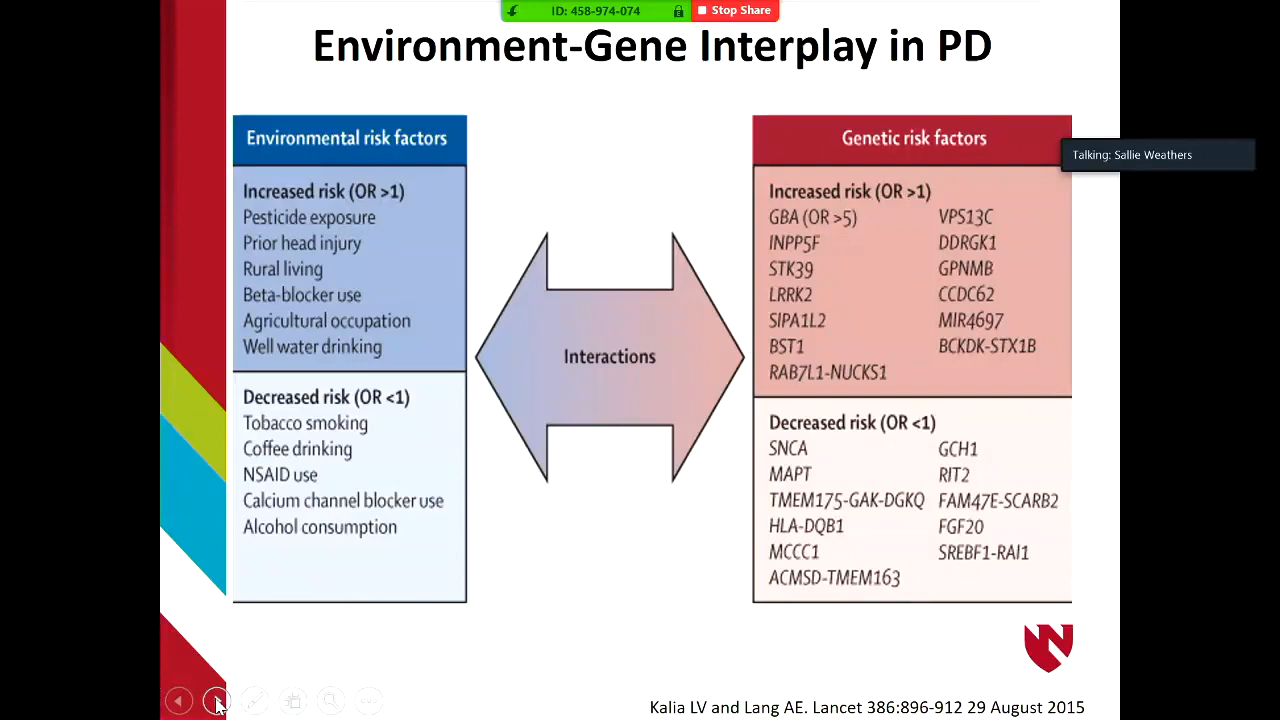 ID: 458-974-074
Stop Share
Environment-Gene Interplay in PD
Talking: Sallie Weathers
Environmental risk factors
Increased risk (OR >1)
Pesticide exposure
Prior head injury
Rural living
Beta-blocker use
Agricultural occupation
Well water drinking
Decreased risk (OR <1)
Tobacco smoking
Coffee drinking
NSAID use
Calcium channel blocker use
Alcohol consumption
Interactions
Genetic risk factors
Increased risk (OR >1)
GBA (OR >5) VPS13C
INPP5F DDRGK1
STK39 GPNMB
LRRK2 CCDC62
SIPA1L2 MIR4697
BST1 BCKDK-STX1B
RAB7L1-NUCKS1
Decreased risk (OR <1)
SNCA GCH1
MAPT RIT2
TMEM175-GAK-DGKQ FAM47E-SCARB2
HLA-DQB1 FGF20
MCCC1 SREBF1-RAI1
ACMSD-TMEM163
N
Kalia LV and Lang AE. Lancet 386:896-912 29 August 2015